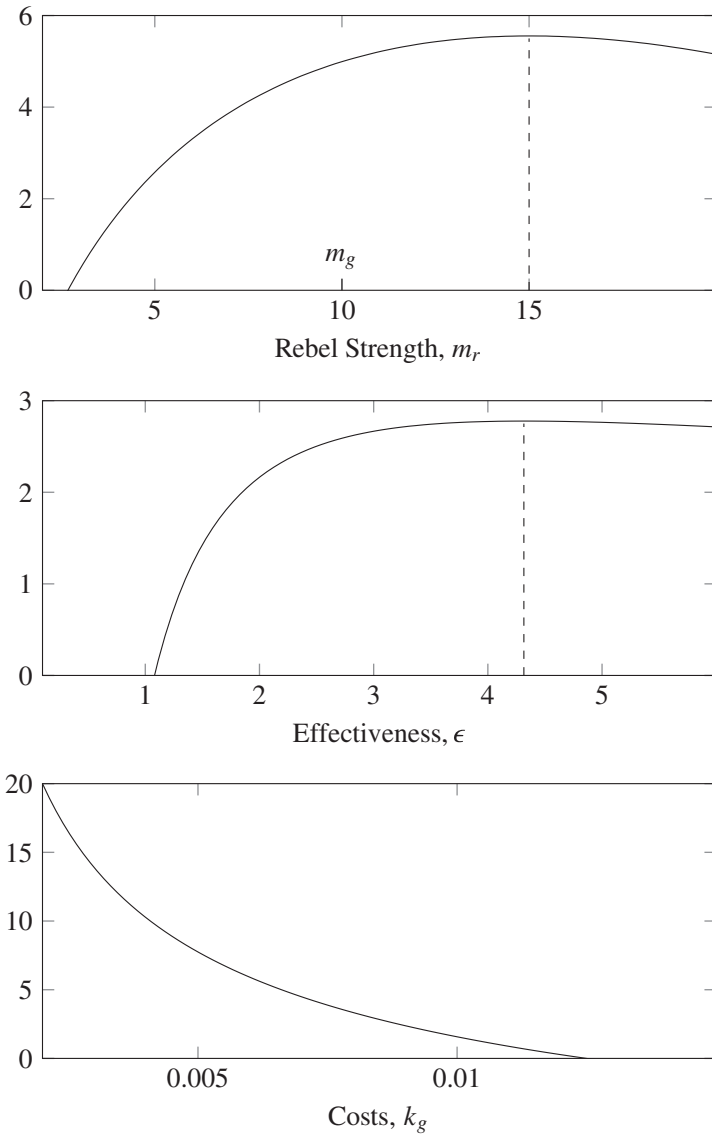 6
4
2
0
m_g
5 10 15
Rebel Strength, m_r
3
2
1
0
1 2 3 4 5
Effectiveness, ϵ
20
15
10
5
0
0.005 0.01
Costs, k_g